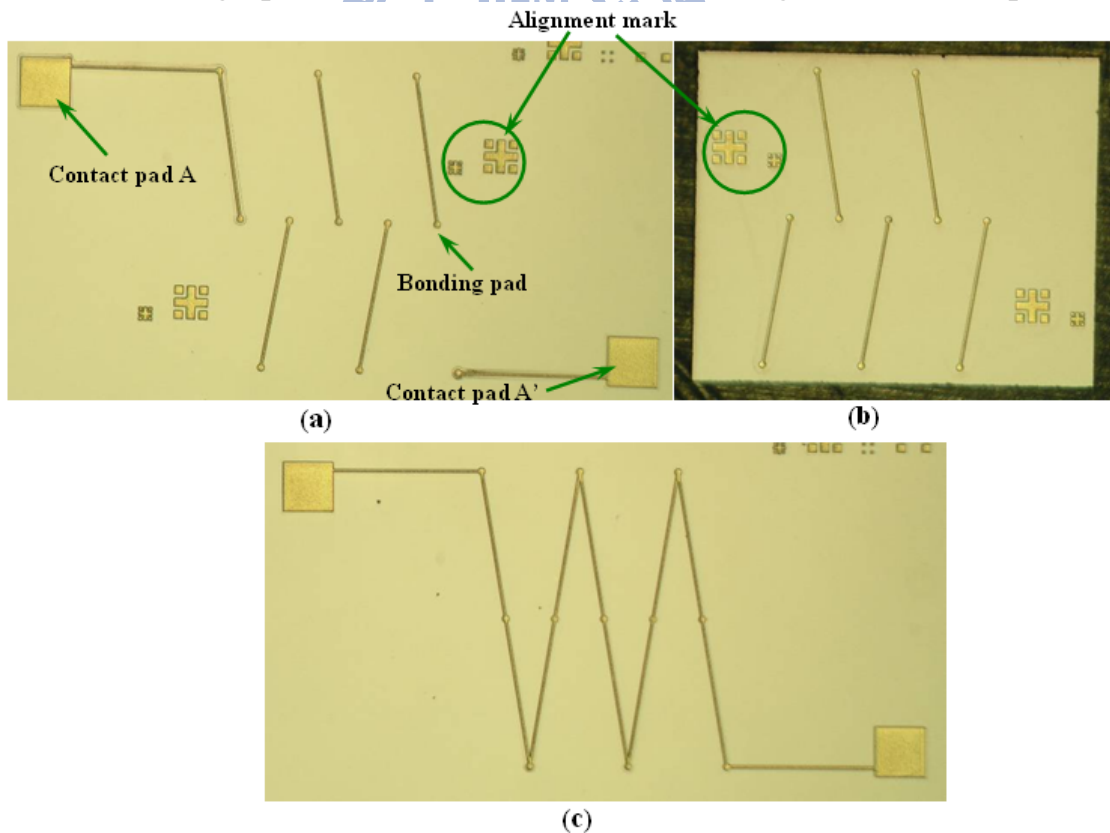 Alignment mark
Contact pad A
Bonding pad
Contact pad A’
(a)
(b)
(c)